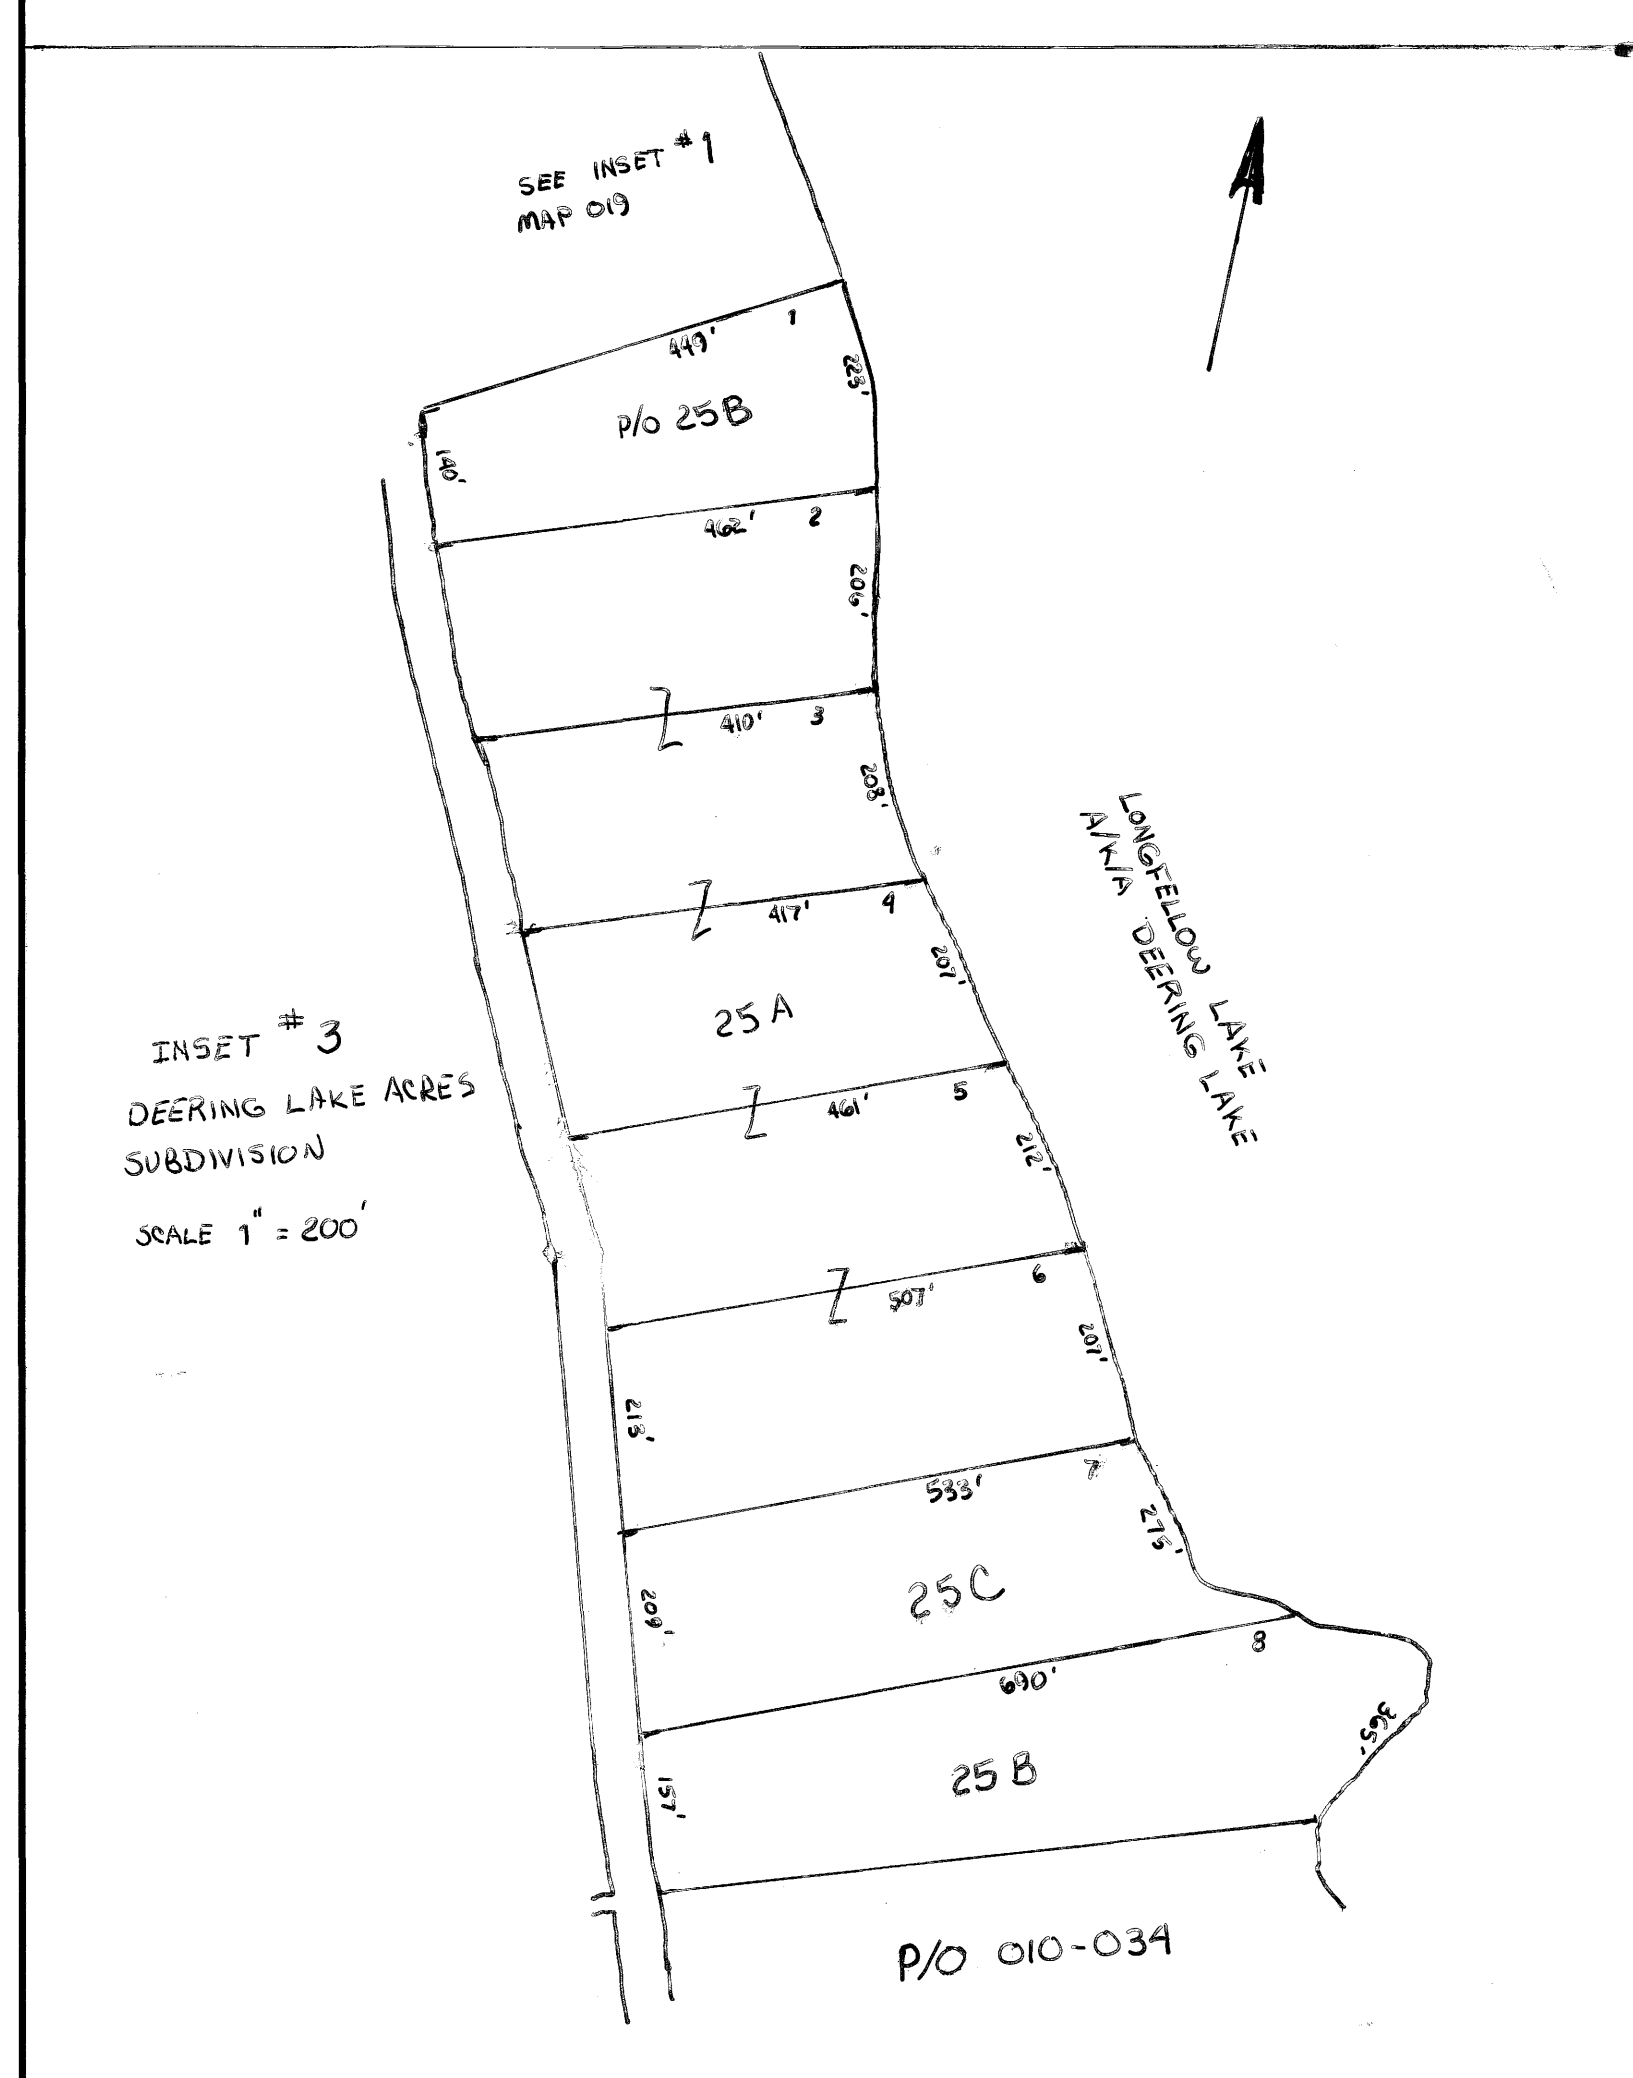 SEE INSET #1
MAP 019
1
449'
223'
P/O 25B
140'
462'
2
206'
410'
3
208'
417'
4
207'
25A
461'
5
212'
507'
6
207'
213'
533'
7
275'
25C
209'
690'
8
365'
25B
157'
P/O 010-034
LONGFELLOW LAKE
A/K/A DEERING LAKE
INSET #3
DEERING LAKE ACRES
SUBDIVISION
SCALE 1" = 200'